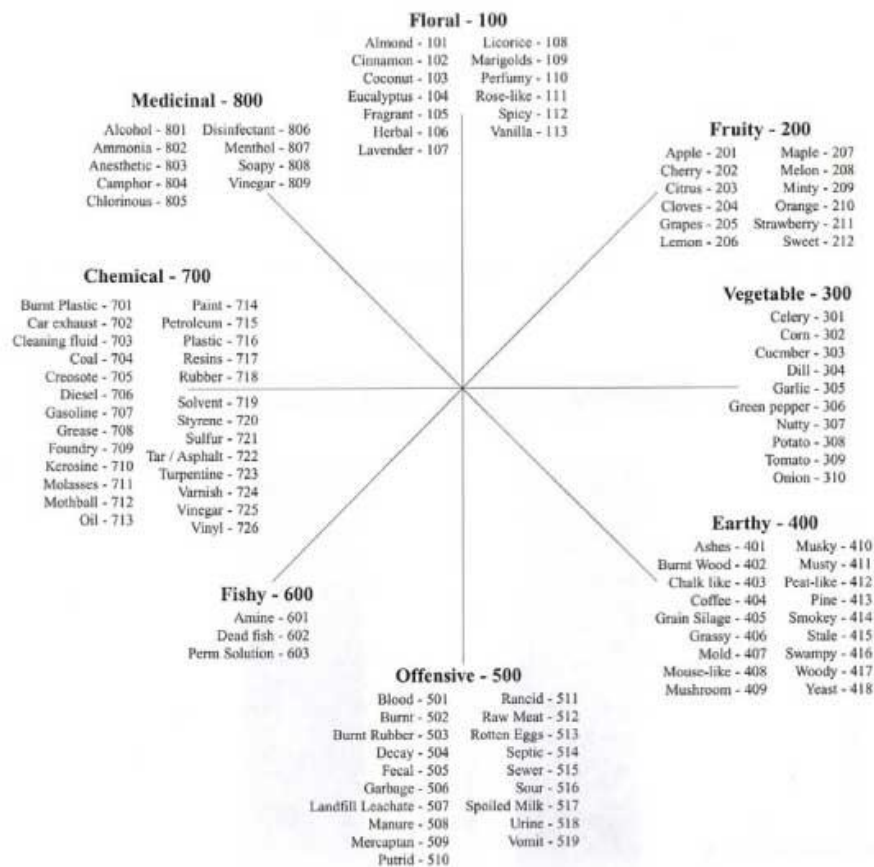 Floral - 100
Almond - 101
Cinnamon - 102
Coconut - 103
Eucalyptus - 104
Fragrant - 105
Herbal - 106
Lavender - 107
Licorice - 108
Marigolds - 109
Perfumy - 110
Rose-like - 111
Spicy - 112
Vanilla - 113
Fruity - 200
Apple - 201
Cherry - 202
Citrus - 203
Cloves - 204
Grapes - 205
Lemon - 206
Maple - 207
Melon - 208
Minty - 209
Orange - 210
Strawberry - 211
Sweet - 212
Vegetable - 300
Celery - 301
Corn - 302
Cucmber - 303
Dill - 304
Garlic - 305
Green pepper - 306
Nutty - 307
Potato - 308
Tomato - 309
Onion - 310
Earthy - 400
Ashes - 401
Burnt Wood - 402
Chalk like - 403
Coffee - 404
Grain Silage - 405
Grassy - 406
Mold - 407
Mouse-like - 408
Mushroom - 409
Musky - 410
Musty - 411
Peat-like - 412
Pine - 413
Smokey - 414
Stale - 415
Swampy - 416
Woody - 417
Yeast - 418
Offensive - 500
Blood - 501
Burnt - 502
Burnt Rubber - 503
Decay - 504
Fecal - 505
Garbage - 506
Landfill Leachate - 507
Manure - 508
Mercaptan - 509
Putrid - 510
Rancid - 511
Raw Meat - 512
Rotten Eggs - 513
Septic - 514
Sewer - 515
Sour - 516
Spoiled Milk - 517
Urine - 518
Vomit - 519
Fishy - 600
Amine - 601
Dead fish - 602
Perm Solution - 603
Chemical - 700
Burnt Plastic - 701
Car exhaust - 702
Cleaning fluid - 703
Coal - 704
Creosote - 705
Diesel - 706
Gasoline - 707
Grease - 708
Foundry - 709
Kerosine - 710
Molasses - 711
Mothball - 712
Oil - 713
Paint - 714
Petroleum - 715
Plastic - 716
Resins - 717
Rubber - 718
Solvent - 719
Styrene - 720
Sulfur - 721
Tar / Asphalt - 722
Turpentine - 723
Varnish - 724
Vinegar - 725
Vinyl - 726
Medicinal - 800
Alcohol - 801
Ammonia - 802
Anesthetic - 803
Camphor - 804
Chlorinous - 805
Disinfectant - 806
Menthol - 807
Soapy - 808
Vinegar - 809